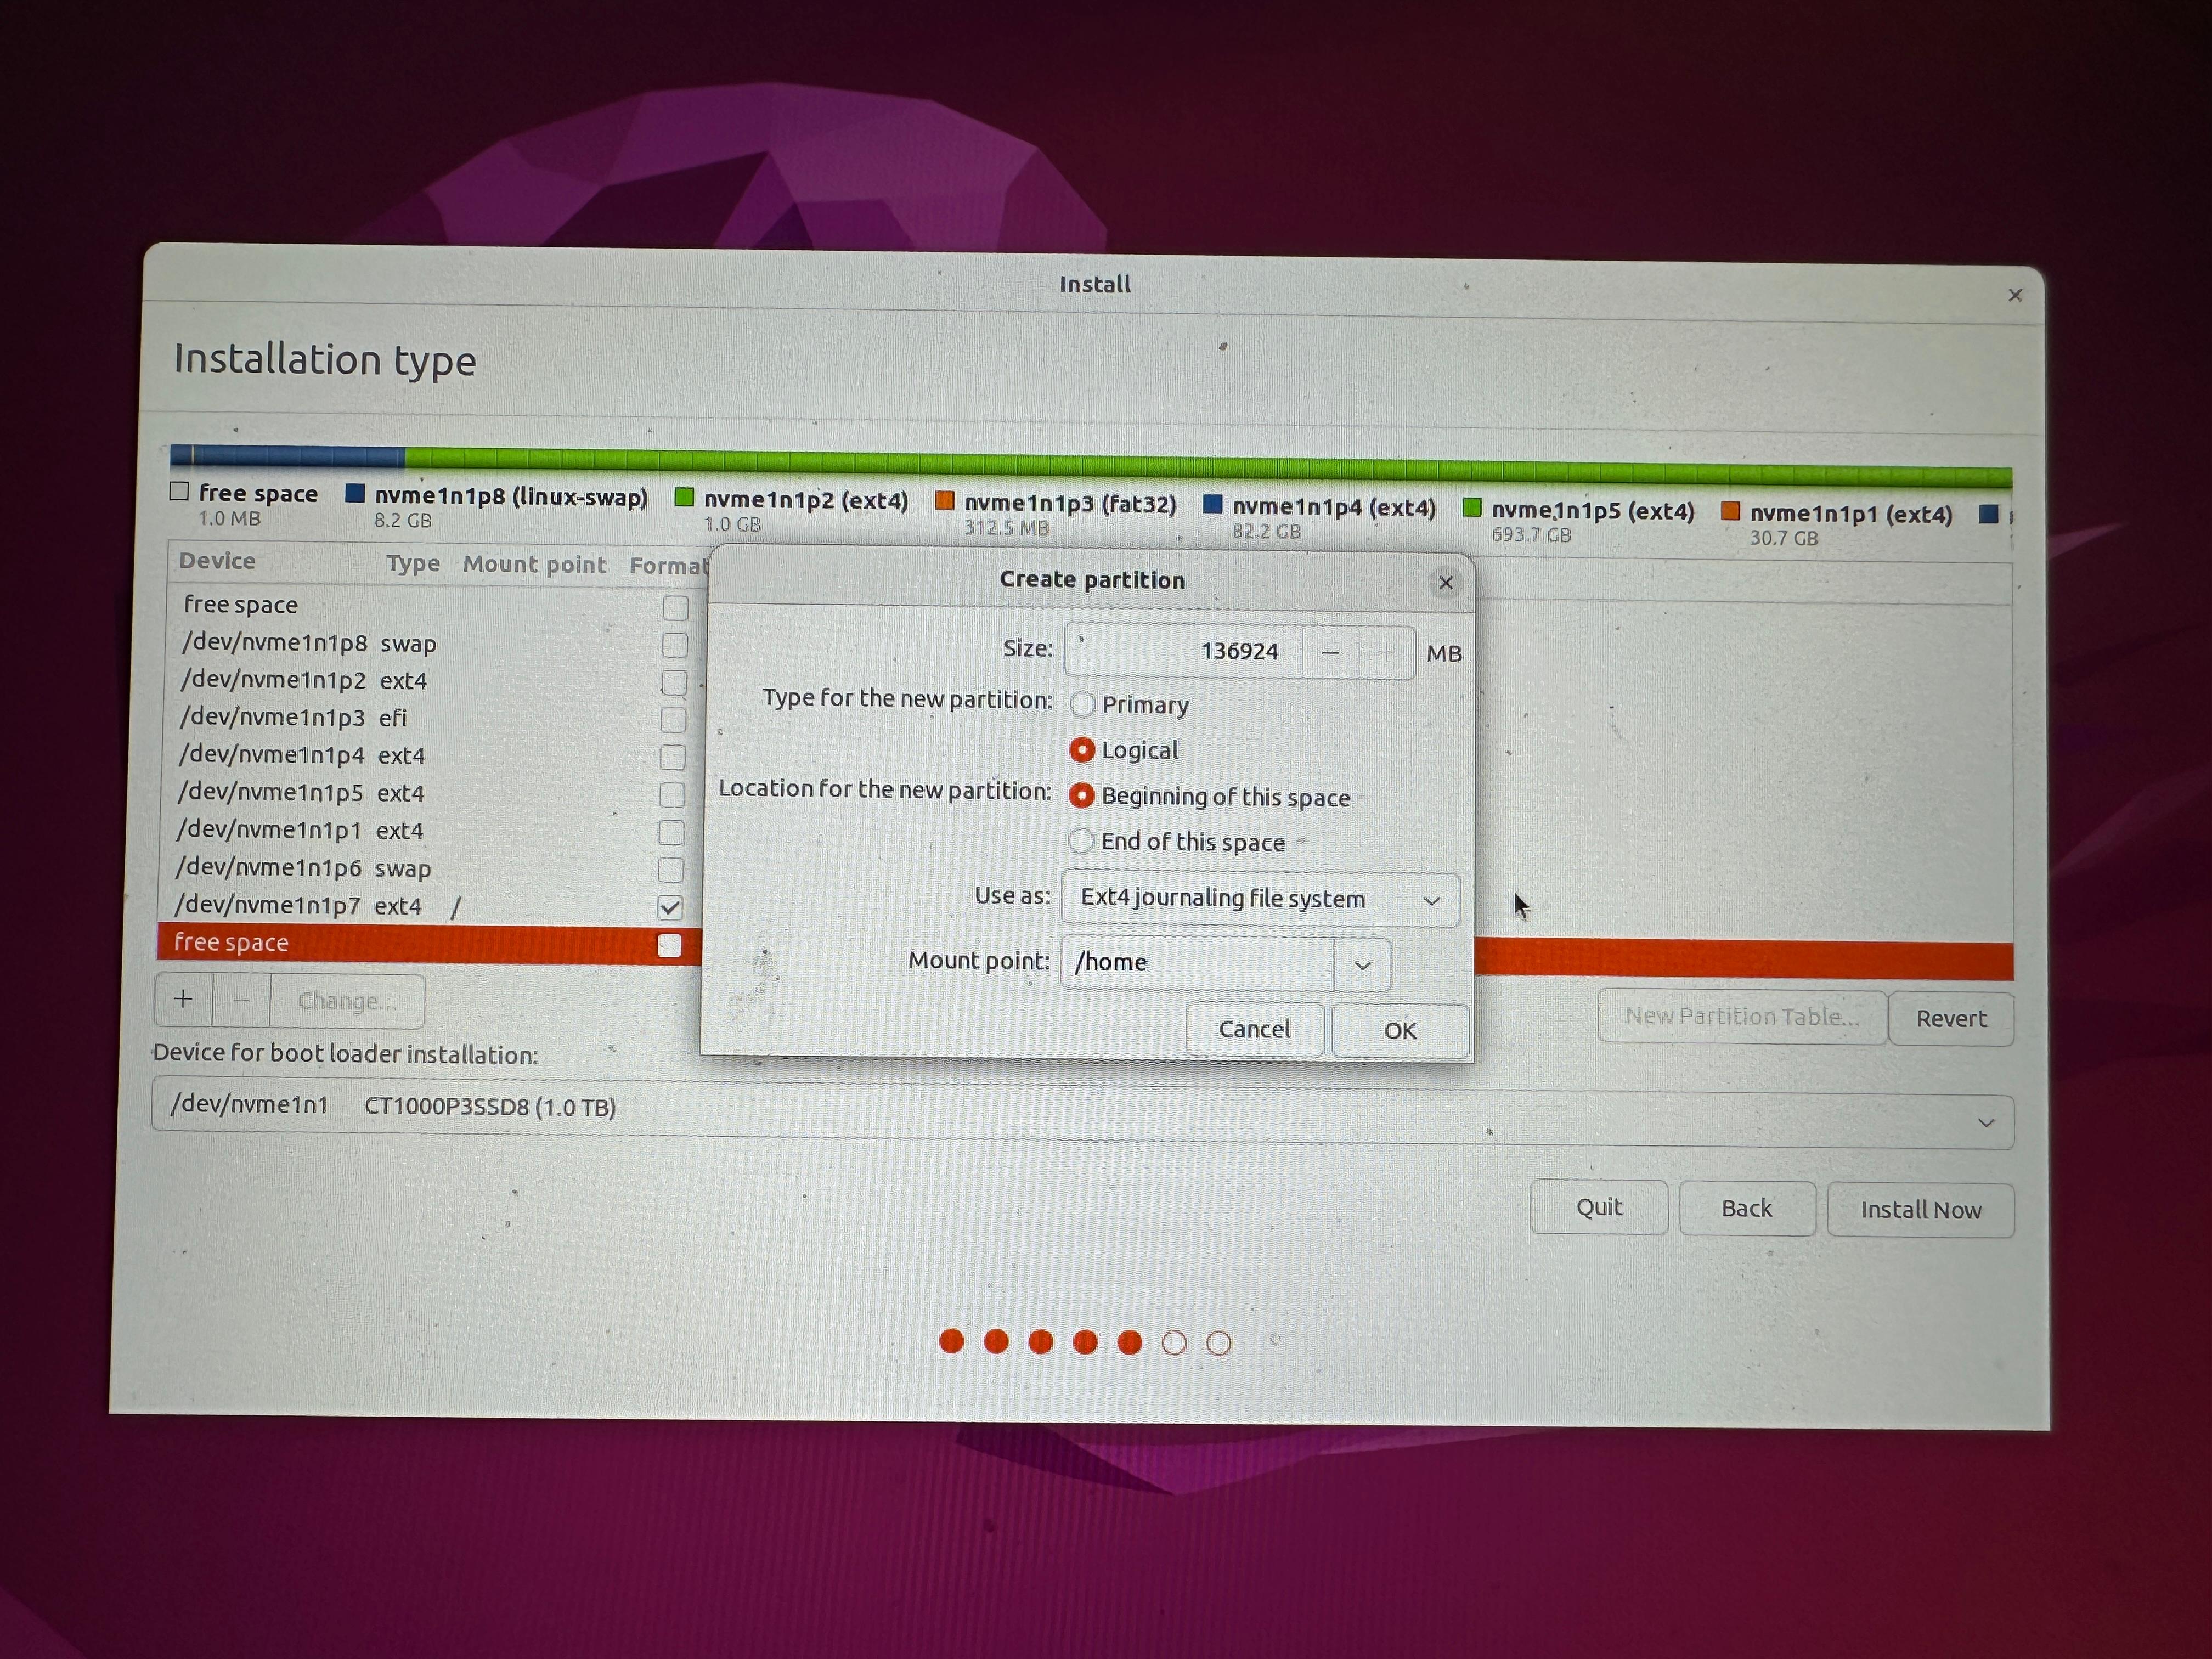 Install
Installation type
free space
1.0 MB
nvme1n1p8 (linux-swap)
8.2 GB
nvme1n1p2 (ext4)
1.0 GB
nvme1n1p3 (fat32)
312.5 MB
nvme1n1p4 (ext4)
82.2 GB
nvme1n1p5 (ext4)
693.7 GB
nvme1n1p1 (ext4)
30.7 GB
Device Type Mount point Format
free space
/dev/nvme1n1p8 swap
/dev/nvme1n1p2 ext4
/dev/nvme1n1p3 efi
/dev/nvme1n1p4 ext4
/dev/nvme1n1p5 ext4
/dev/nvme1n1p1 ext4
/dev/nvme1n1p6 swap
/dev/nvme1n1p7 ext4 /
free space
Create partition
Size: 136924 MB
Type for the new partition: Primary
Logical
Location for the new partition: Beginning of this space
End of this space
Use as: Ext4 journaling file system
Mount point: /home
Cancel OK
+ – Change...
New Partition Table... Revert
Device for boot loader installation:
/dev/nvme1n1 CT1000P3SSD8 (1.0 TB)
Quit Back Install Now